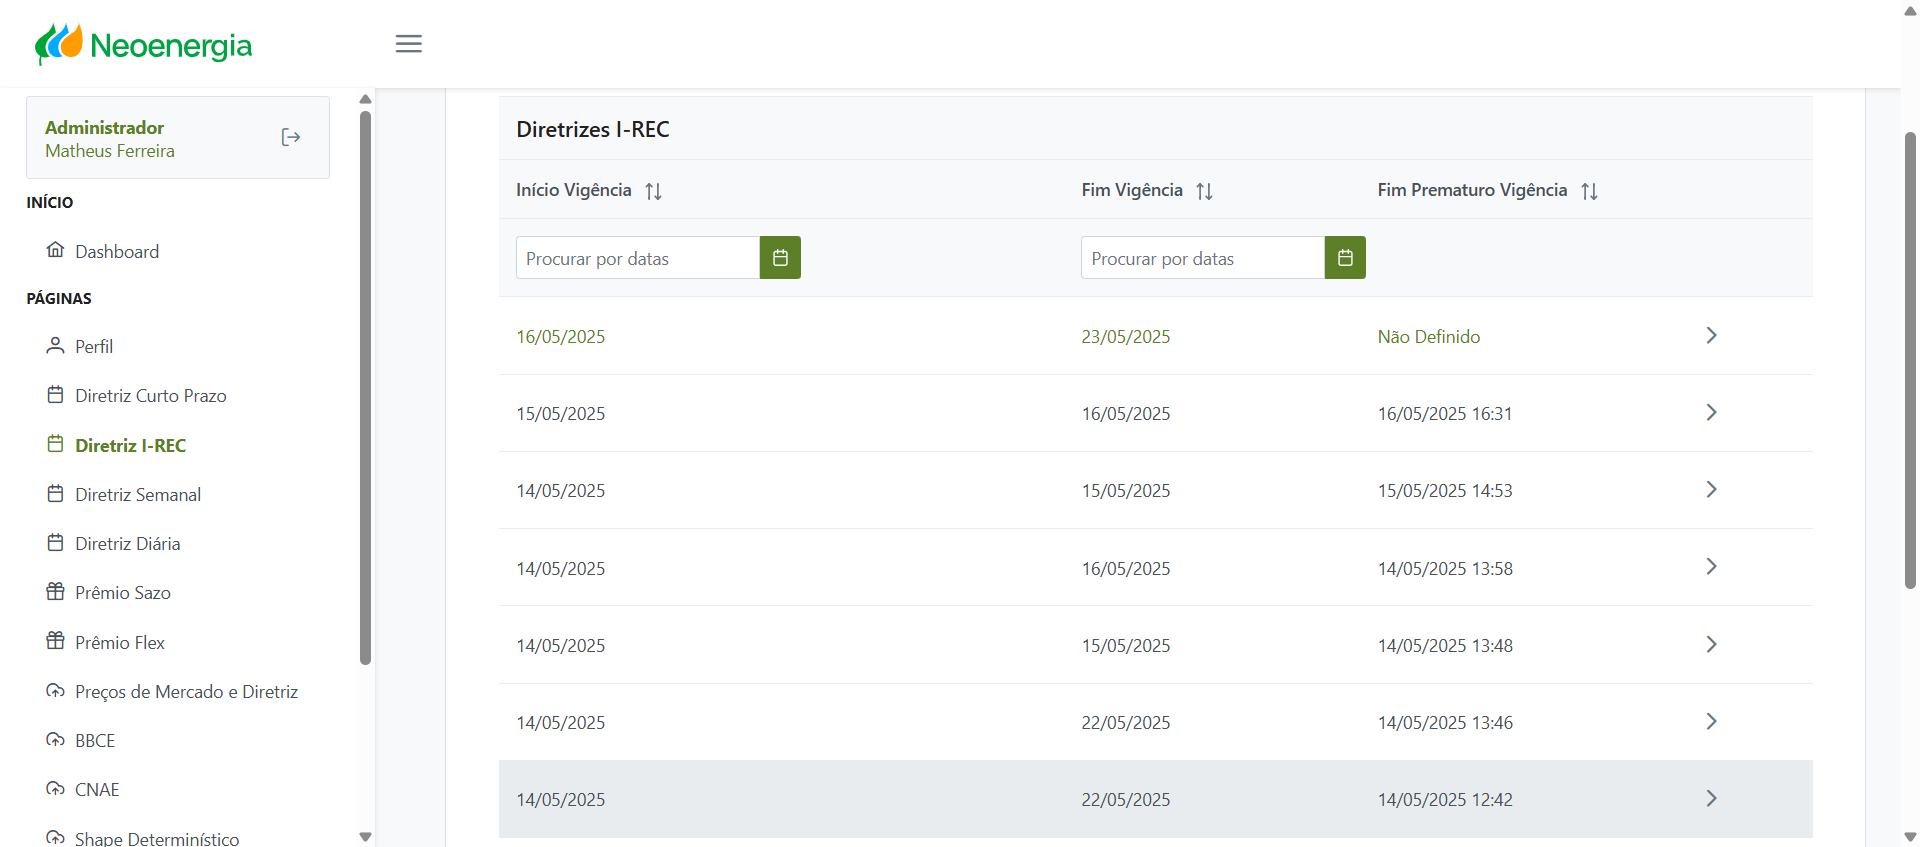 Neoenergia
Administrador
Matheus Ferreira
INÍCIO
Dashboard
PÁGINAS
Perfil
Diretriz Curto Prazo
Diretriz I-REC
Diretriz Semanal
Diretriz Diária
Prêmio Sazo
Prêmio Flex
Preços de Mercado e Diretriz
BBCE
CNAE
Shape Determinístico
Diretrizes I-REC
Início Vigência Fim Vigência Fim Prematuro Vigência
Procurar por datas Procurar por datas
16/05/2025 23/05/2025 Não Definido
15/05/2025 16/05/2025 16/05/2025 16:31
14/05/2025 15/05/2025 15/05/2025 14:53
14/05/2025 16/05/2025 14/05/2025 13:58
14/05/2025 15/05/2025 14/05/2025 13:48
14/05/2025 22/05/2025 14/05/2025 13:46
14/05/2025 22/05/2025 14/05/2025 12:42